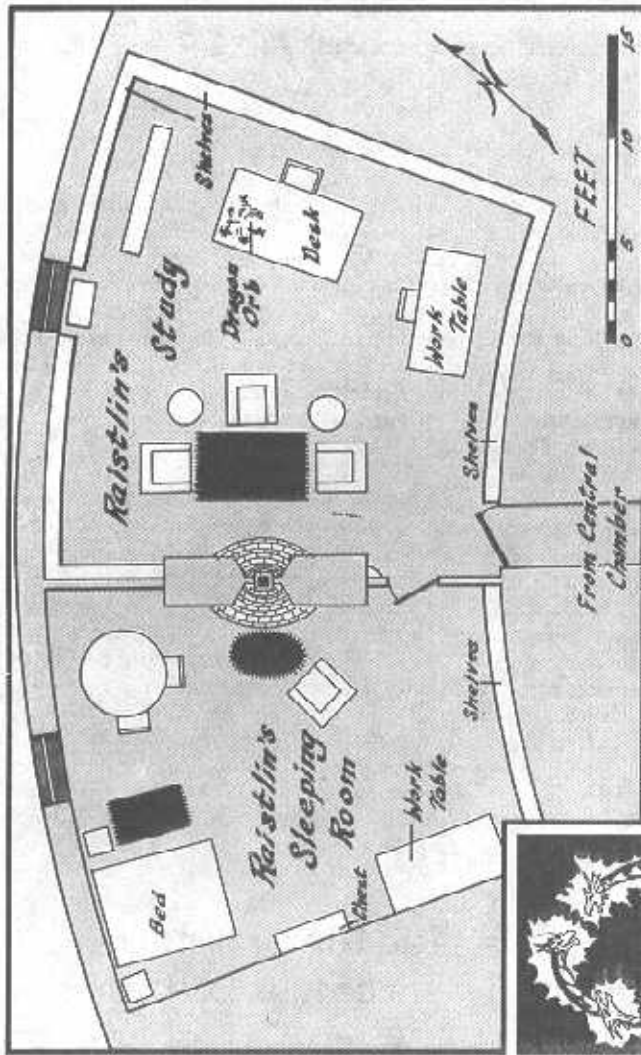 Shelves
Raistlin's
Study
Dragon
Orb
Desk
Work
Table
Shelves
FEET
0 5 10 15
From Central
Chamber
Raistlin's
Sleeping
Room
Bed
Chest
Work
Table
Shelves